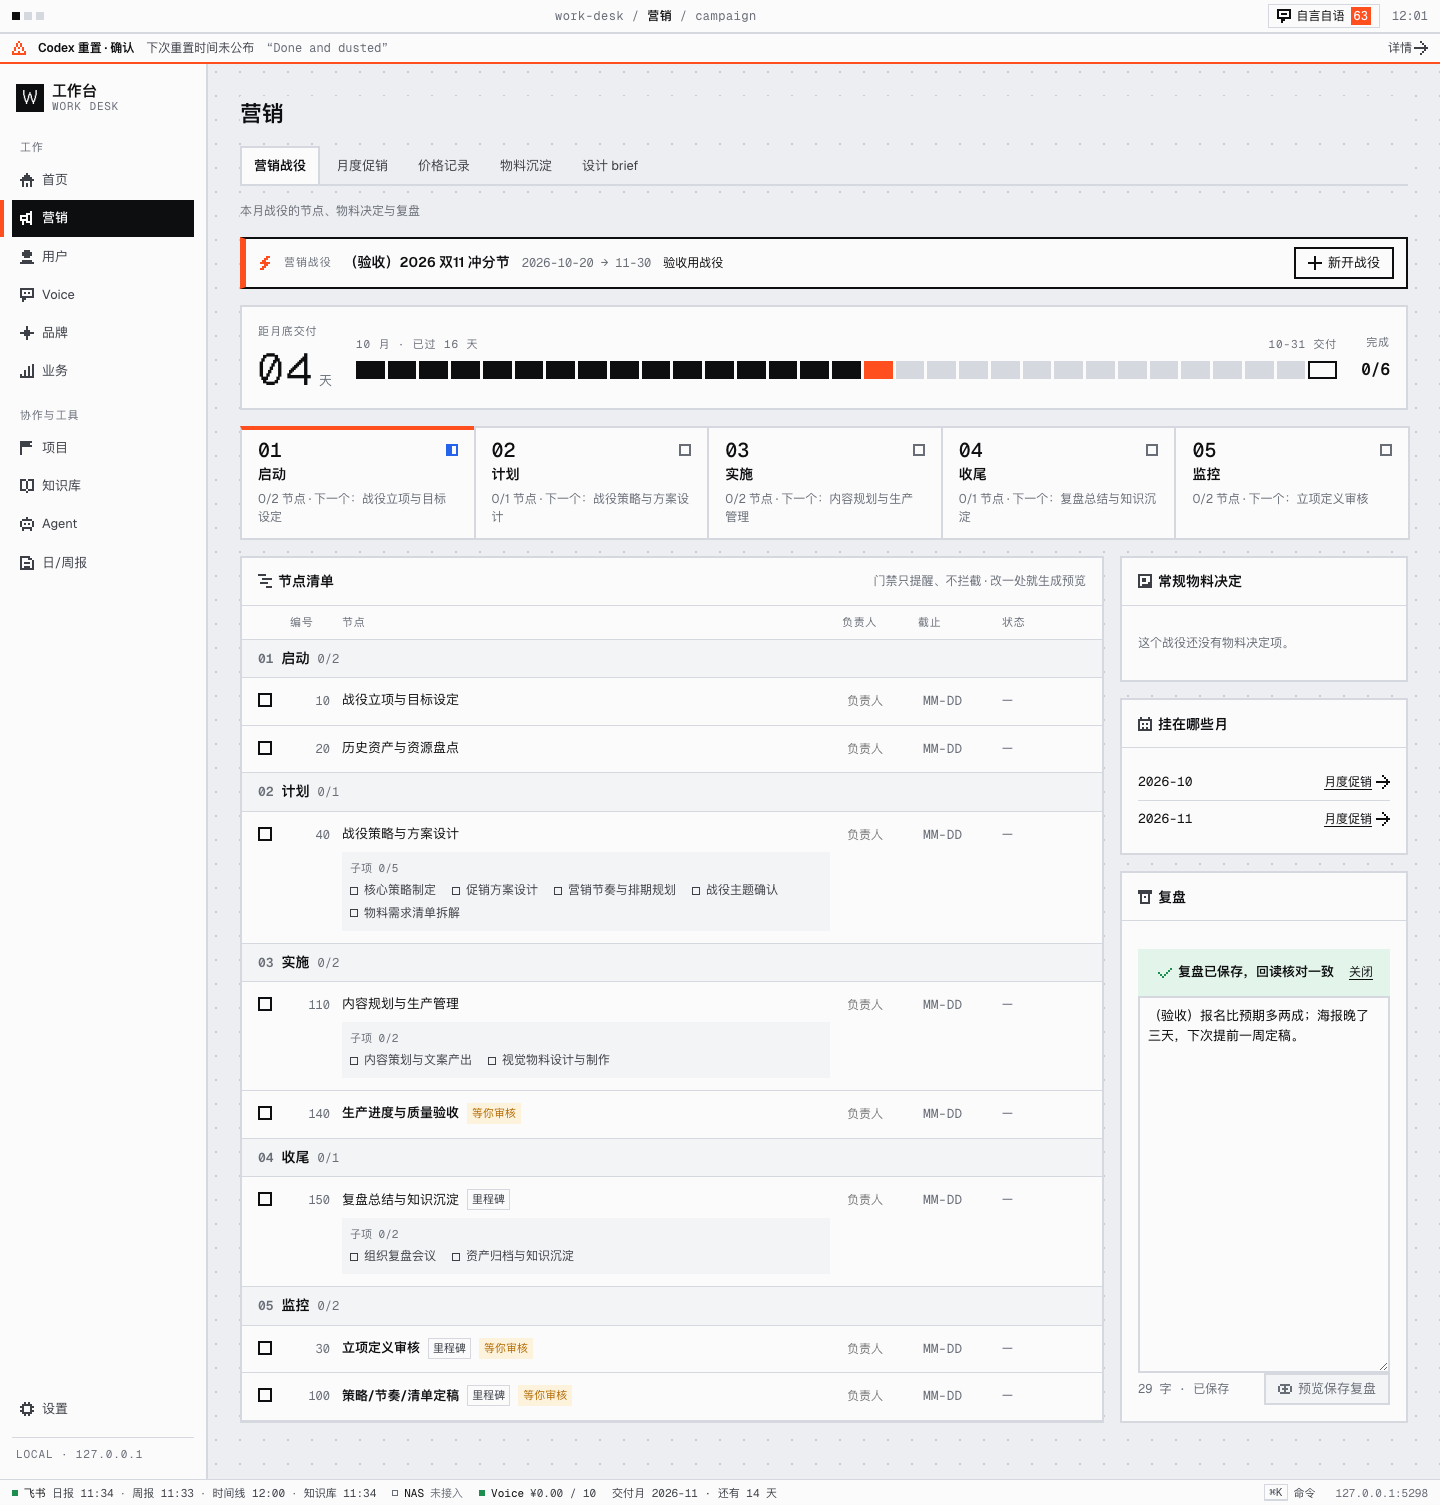 work-desk / 营销 / campaign
自言自语 63 12:01
Codex 重置·确认 下次重置时间未公布 “Done and dusted”
详情
W 工作台
WORK DESK
工作
首页
营销
用户
Voice
品牌
业务
协作与工具
项目
知识库
Agent
日/周报
设置
LOCAL · 127.0.0.1
营销
营销战役 月度促销 价格记录 物料沉淀 设计 brief
本月战役的节点、物料决定与复盘
营销战役 （验收）2026 双11 冲分节 2026-10-20 → 11-30 验收用战役
新开战役
距月底交付
04 天
10 月 · 已过 16 天
10-31 交付
完成
0/6
01
启动
0/2 节点·下一个：战役立项与目标
设定
02
计划
0/1 节点·下一个：战役策略与方案设
计
03
实施
0/2 节点·下一个：内容规划与生产
管理
04
收尾
0/1 节点·下一个：复盘总结与知识沉
淀
05
监控
0/2 节点·下一个：立项定义审核
节点清单 门禁只提醒、不拦截·改一处就生成预览
编号 节点 负责人 截止 状态
01 启动 0/2
10 战役立项与目标设定 负责人 MM-DD —
20 历史资产与资源盘点 负责人 MM-DD —
02 计划 0/1
40 战役策略与方案设计 负责人 MM-DD —
子项 0/5
核心策略制定 促销方案设计 营销节奏与排期规划 战役主题确认
物料需求清单拆解
03 实施 0/2
110 内容规划与生产管理 负责人 MM-DD —
子项 0/2
内容策划与文案产出 视觉物料设计与制作
140 生产进度与质量验收 等你审核 负责人 MM-DD —
04 收尾 0/1
150 复盘总结与知识沉淀 里程碑 负责人 MM-DD —
子项 0/2
组织复盘会议 资产归档与知识沉淀
05 监控 0/2
30 立项定义审核 里程碑 等你审核 负责人 MM-DD —
100 策略/节奏/清单定稿 里程碑 等你审核 负责人 MM-DD —
常规物料决定
这个战役还没有物料决定项。
挂在哪些月
2026-10 月度促销
2026-11 月度促销
复盘
复盘已保存，回读核对一致 关闭
（验收）报名比预期多两成；海报晚了
三天，下次提前一周定稿。
29 字 · 已保存
预览保存复盘
飞书 日报 11:34 · 周报 11:33 · 时间线 12:00 · 知识库 11:34 NAS 未接入 Voice ¥0.00 / 10 交付月 2026-11 · 还有 14 天
⌘K 命令 127.0.0.1:5298